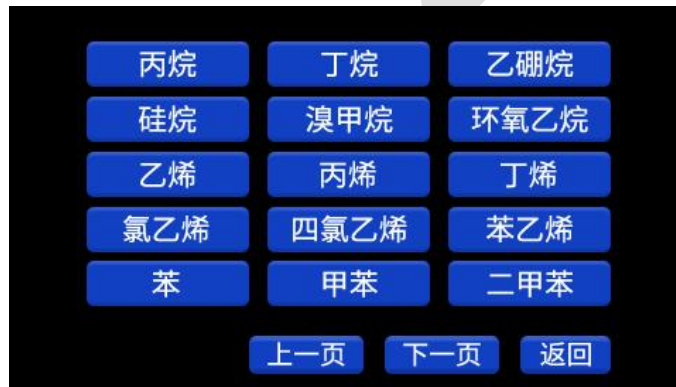 丙烷 丁烷 乙硼烷
硅烷 溴甲烷 环氧乙烷
乙烯 丙烯 丁烯
氯乙烯 四氯乙烯 苯乙烯
苯 甲苯 二甲苯
上一页 下一页 返回